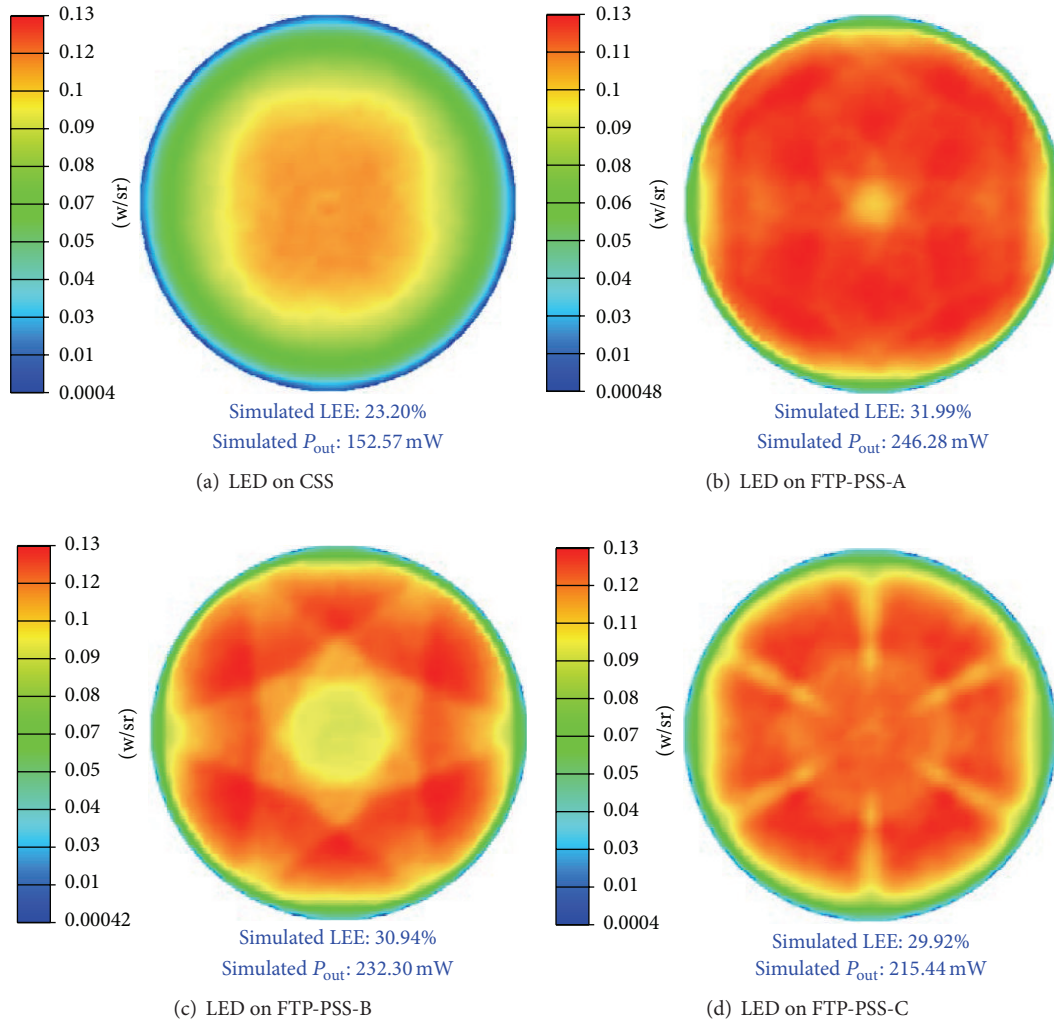 0.13
0.12
0.1
0.09
0.07
0.06
0.05
0.04
0.03
0.01
0.0004
(w/sr)
Simulated LEE: 23.20%
Simulated Pout: 152.57 mW
(a) LED on CSS
0.13
0.11
0.1
0.09
0.08
0.06
0.05
0.04
0.03
0.01
0.00048
(w/sr)
Simulated LEE: 31.99%
Simulated Pout: 246.28 mW
(b) LED on FTP-PSS-A
0.13
0.12
0.1
0.09
0.07
0.06
0.05
0.04
0.03
0.01
0.00042
(w/sr)
Simulated LEE: 30.94%
Simulated Pout: 232.30 mW
(c) LED on FTP-PSS-B
0.13
0.12
0.1
0.09
0.07
0.06
0.05
0.04
0.03
0.01
0.0004
(w/sr)
Simulated LEE: 29.92%
Simulated Pout: 215.44 mW
(d) LED on FTP-PSS-C